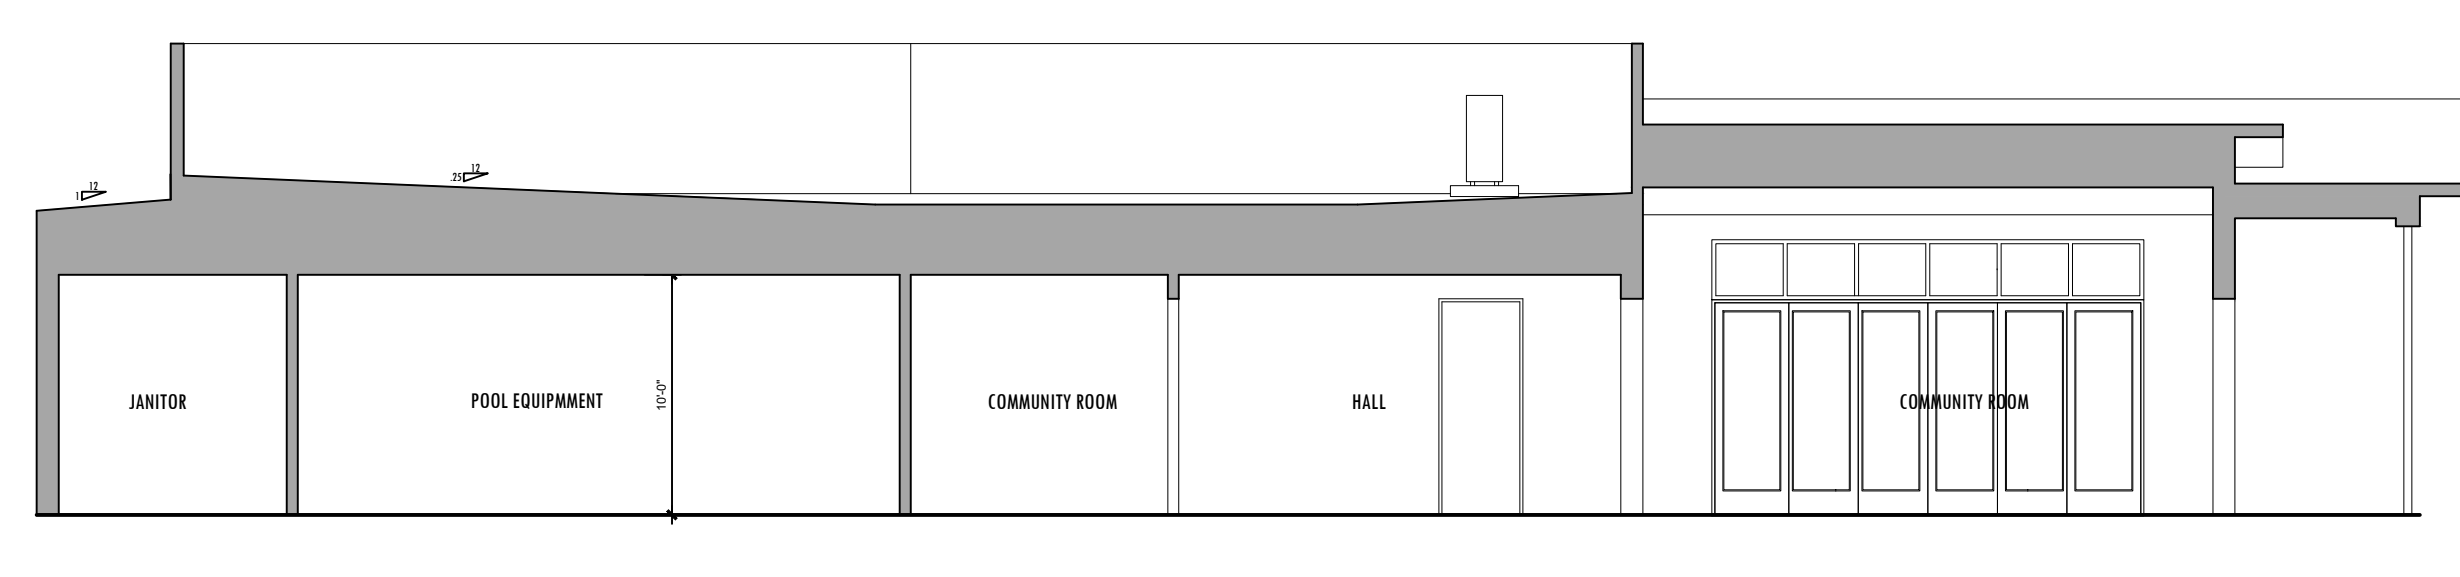 12
1
12
.25
JANITOR
POOL EQUIPMMENT
10'-0"
COMMUNITY ROOM
HALL
COMMUNITY ROOM